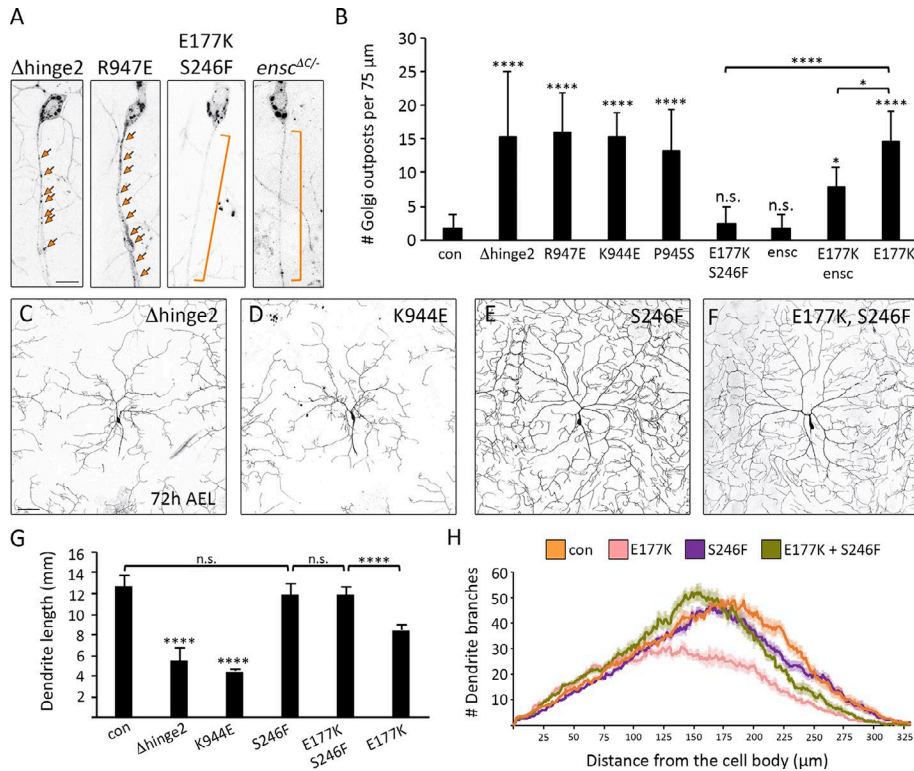 A
Δhinge2
R947E
E177K
S246F
ensc^ΔC/-
B
# Golgi outposts per 75 μm
30
25
20
15
10
5
0
****
****
****
****
n.s.
n.s.
*
****
****
*
con
Δhinge2
R947E
K944E
P945S
E177K
S246F
ensc
E177K
ensc
E177K
C
Δhinge2
72h AEL
D
K944E
E
S246F
F
E177K, S246F
G
Dendrite length (mm)
16
14
12
10
8
6
4
2
n.s.
n.s.
****
****
****
con
Δhinge2
K944E
S246F
E177K
S246F
E177K
H
con
E177K
S246F
E177K + S246F
# Dendrite branches
60
50
40
30
20
10
25
50
75
100
125
150
175
200
225
250
275
300
325
Distance from the cell body (μm)